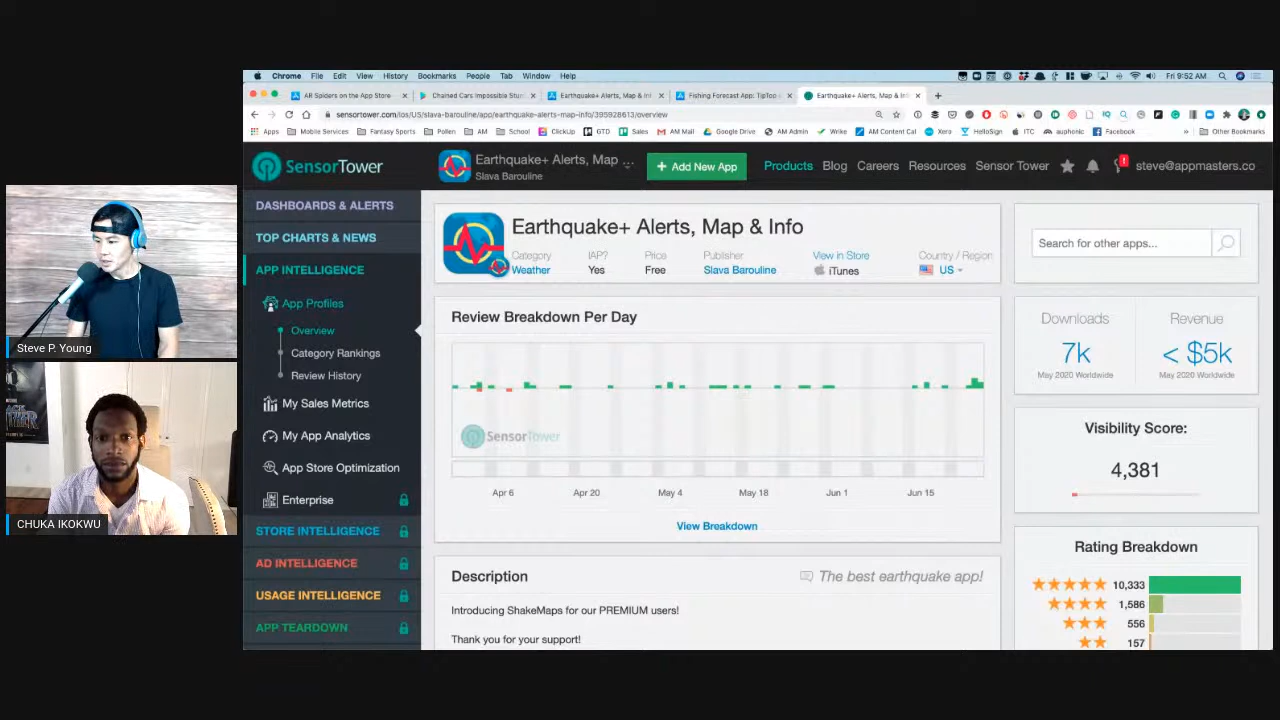 Chrome File Edit View History Bookmarks People Tab Window Help
Fri 9:52 AM
AR Spiders on the App Store
Chained Cars Impossible Stu
Earthquake+ Alerts, Map & In
Fishing Forecast App: TipTop
Earthquake+ Alerts, Map & Inf
sensortower.com/ios/US/slava-barouline/app/earthquake-alerts-map-info/395928613/overview
Apps Mobile Services Fantasy Sports Pollen AM School ClickUp GTD Sales AM Mail Google Drive AM Admin Wrike AM Content Cal Xero HelloSign ITC auphonic Facebook » Other Bookmarks
SensorTower
Earthquake+ Alerts, Map ...
Slava Barouline
+ Add New App
Products Blog Careers Resources Sensor Tower
steve@appmasters.co
DASHBOARDS & ALERTS
TOP CHARTS & NEWS
APP INTELLIGENCE
App Profiles
Overview
Category Rankings
Review History
My Sales Metrics
My App Analytics
App Store Optimization
Enterprise
STORE INTELLIGENCE
AD INTELLIGENCE
USAGE INTELLIGENCE
APP TEARDOWN
Earthquake+ Alerts, Map & Info
Category IAP? Price Publisher View in Store Country / Region
Weather Yes Free Slava Barouline iTunes US
Review Breakdown Per Day
SensorTower
Apr 6 Apr 20 May 4 May 18 Jun 1 Jun 15
View Breakdown
Description
The best earthquake app!
Introducing ShakeMaps for our PREMIUM users!
Thank you for your support!
Search for other apps...
Downloads Revenue
7k < $5k
May 2020 Worldwide May 2020 Worldwide
Visibility Score:
4,381
Rating Breakdown
10,333
1,586
556
157
Steve P. Young
CHUKA IKOKWU